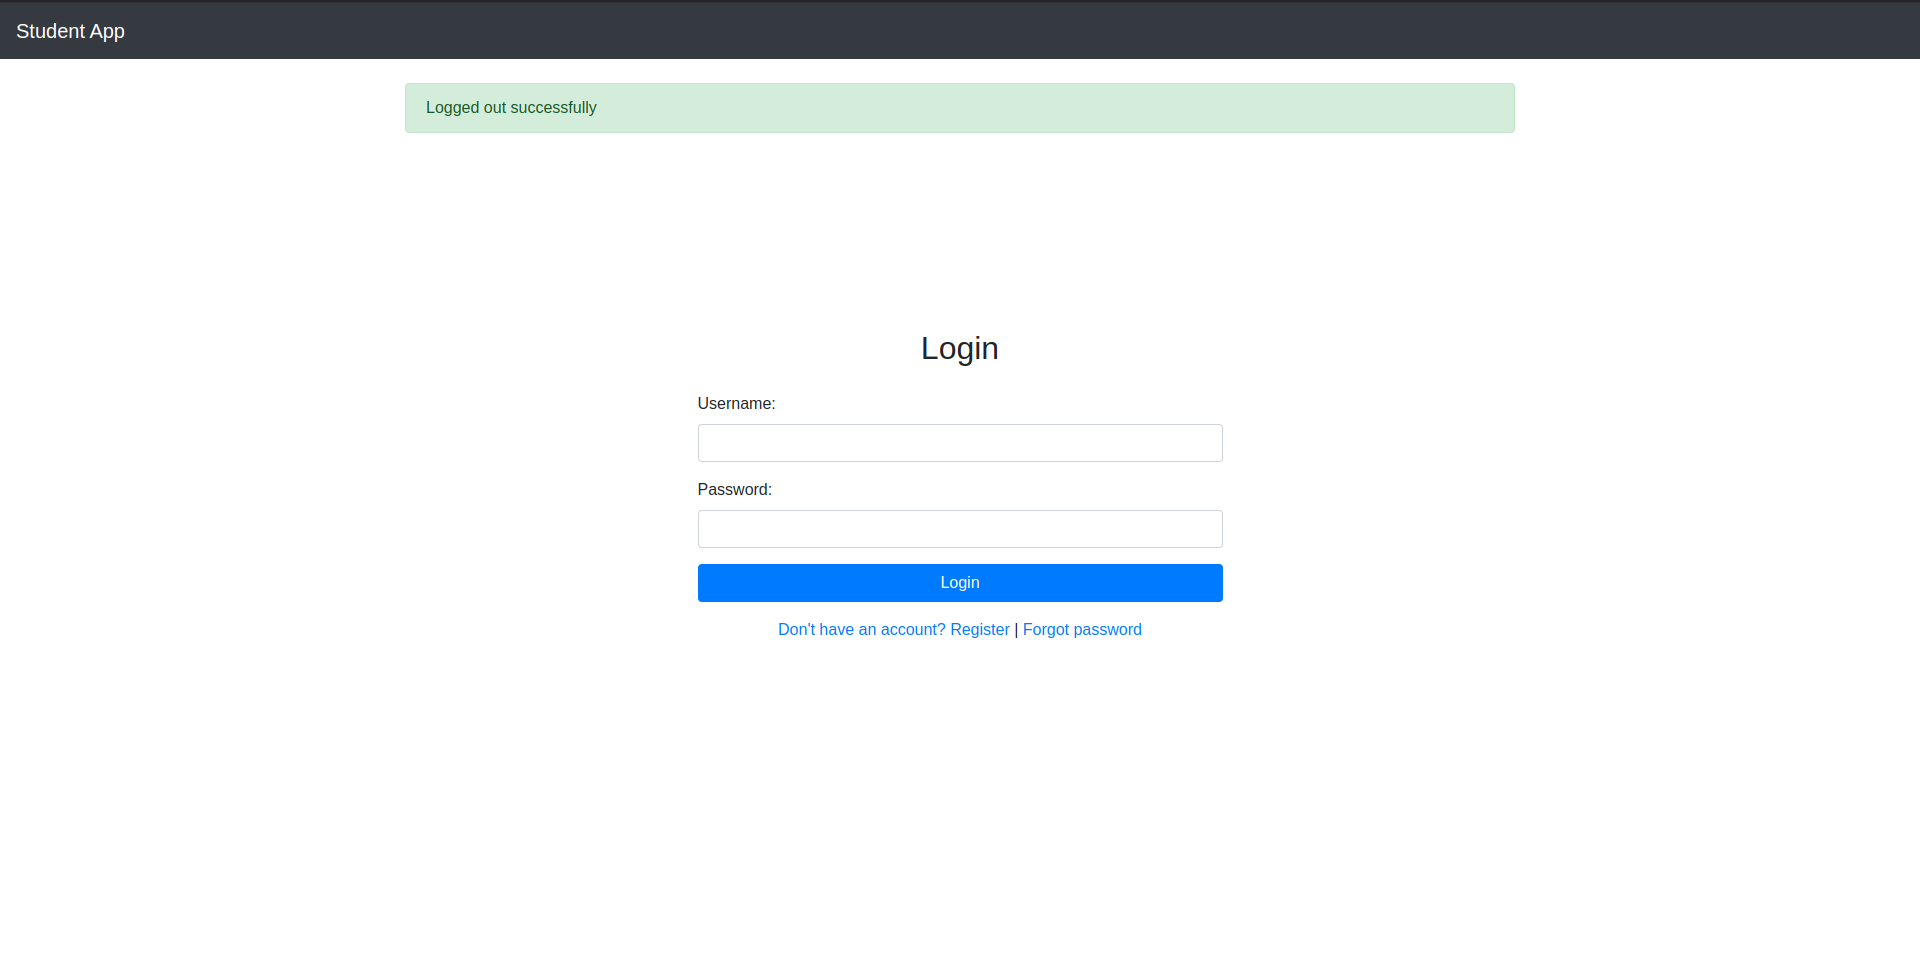 Student App
Logged out successfully
Login
Username:
Password:
Login
Don't have an account? Register | Forgot password